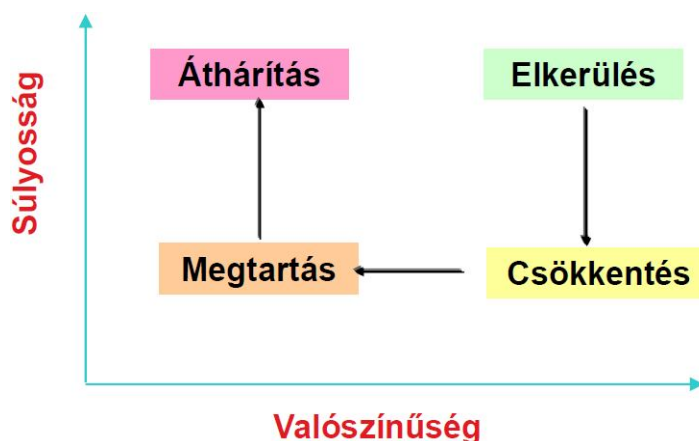 Súlyosság
Áthárítás
Elkerülés
Megtartás
Csökkentés
Valószínűség